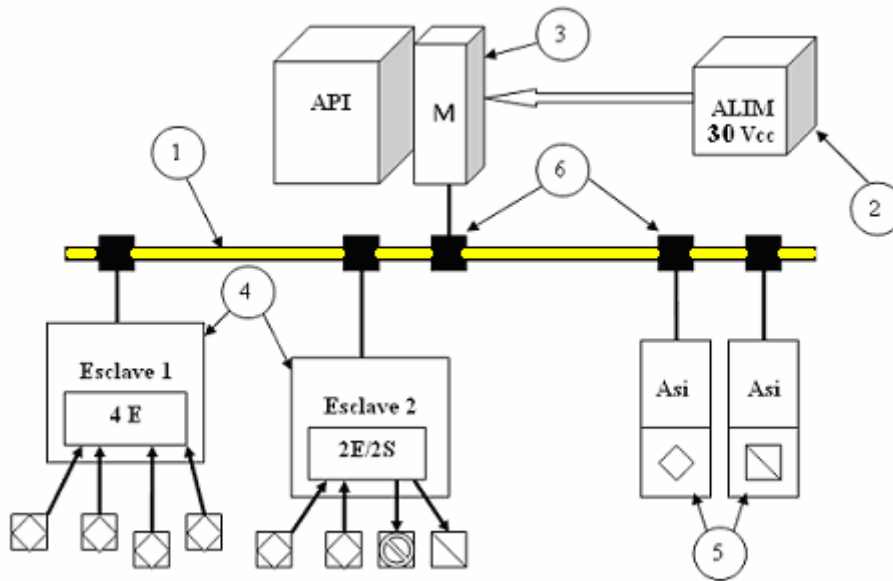 3
API
M
ALIM
30 Vcc
1
6
2
4
Esclave 1
4 E
Esclave 2
2E/2S
Asi
Asi
5